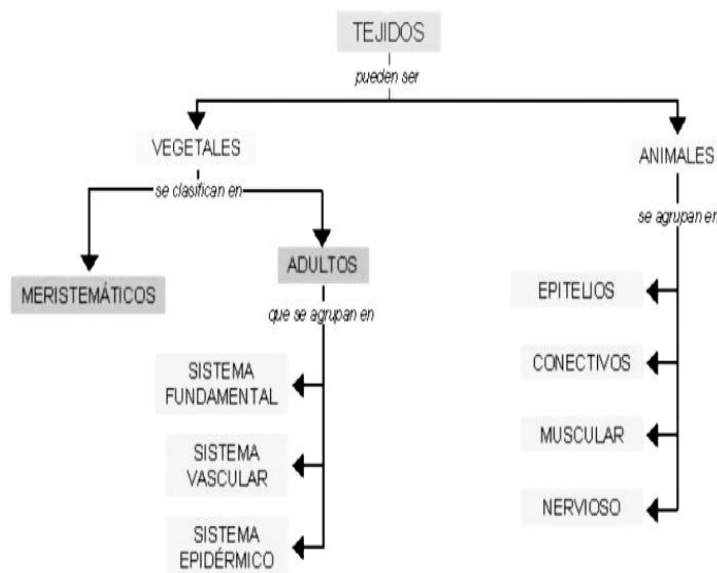 TEJIDOS
pueden ser
VEGETALES
ANIMALES
se clasifican en
se agrupan en
MERISTEMÁTICOS
ADULTOS
que se agrupan en
SISTEMA
FUNDAMENTAL
SISTEMA
VASCULAR
SISTEMA
EPIDÉRMICO
EPITELIOS
CONECTIVOS
MUSCULAR
NERVIOSO